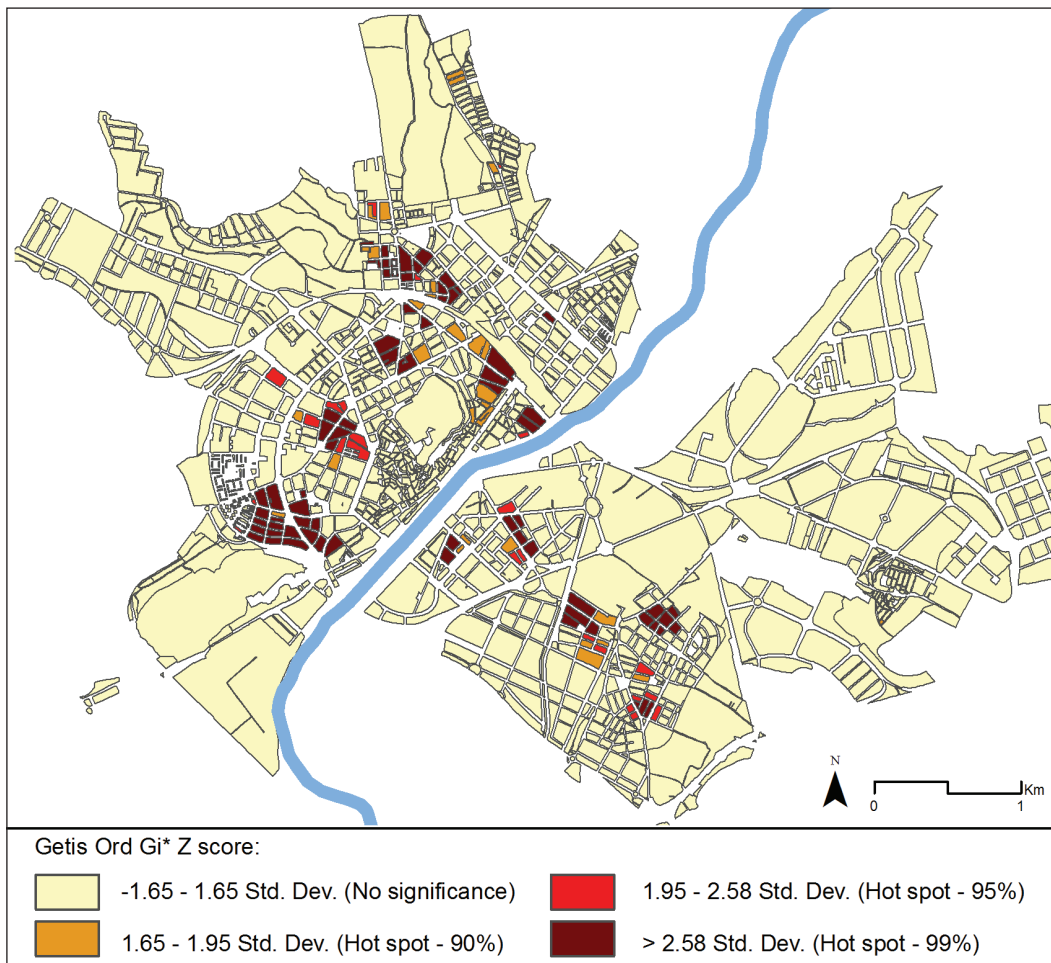 N
Km
0
1
Getis Ord Gi* Z score:
-1.65 - 1.65 Std. Dev. (No significance)
1.95 - 2.58 Std. Dev. (Hot spot - 95%)
1.65 - 1.95 Std. Dev. (Hot spot - 90%)
> 2.58 Std. Dev. (Hot spot - 99%)